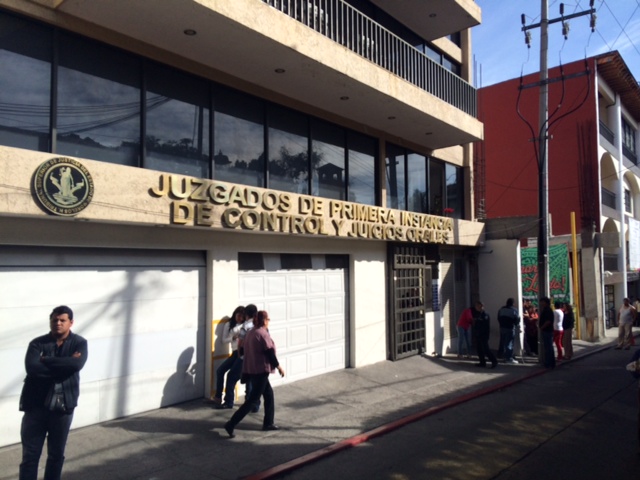 JUZGADOS DE PRIMERA INSTANCIA
DE CONTROL Y JUICIOS ORALES